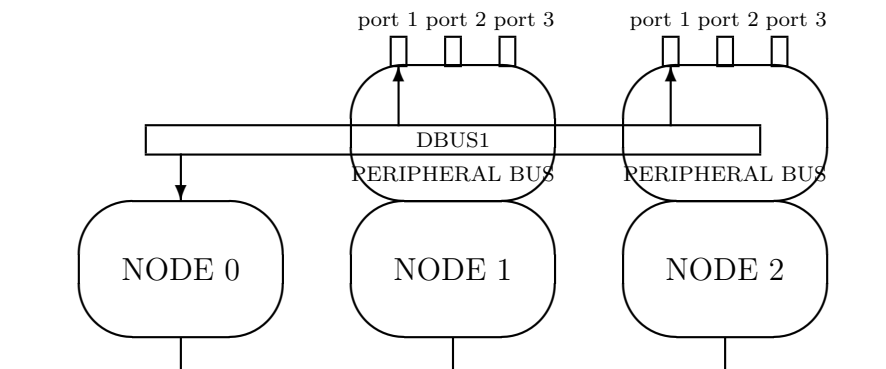 port 1 port 2 port 3 port 1 port 2 port 3
DBUS1
PERIPHERAL BUS PERIPHERAL BUS
NODE 0 NODE 1 NODE 2